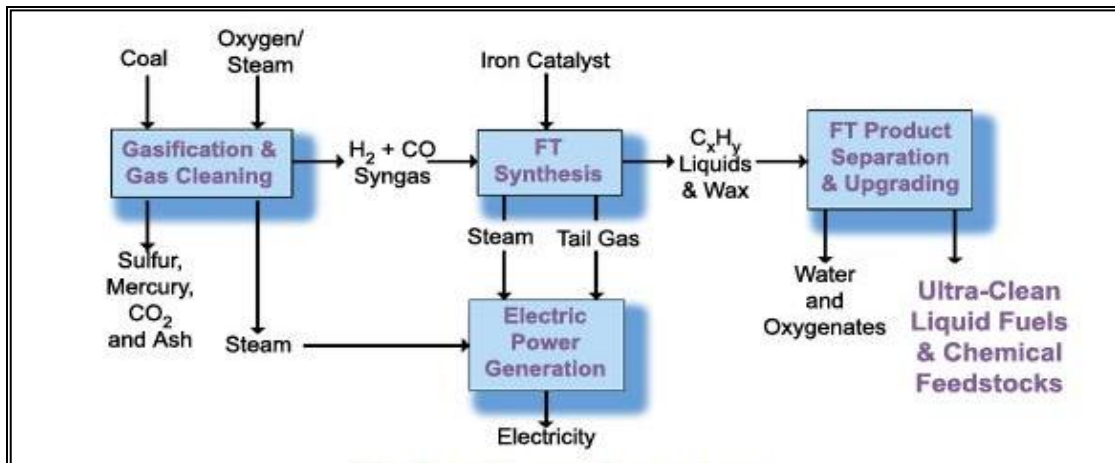 Coal
Oxygen/
Steam
Iron Catalyst
Gasification &
Gas Cleaning
H₂ + CO
Syngas
FT
Synthesis
CₓHᵧ
Liquids
& Wax
FT Product
Separation
& Upgrading
Sulfur,
Mercury,
CO₂
and Ash
Steam
Steam
Tail Gas
Electric
Power
Generation
Electricity
Water
and
Oxygenates
Ultra-Clean
Liquid Fuels
& Chemical
Feedstocks